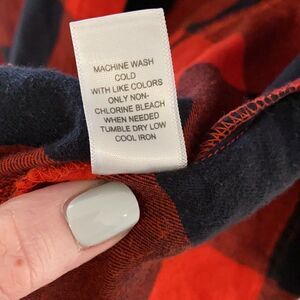 MACHINE WASH
COLD
WITH LIKE COLORS
ONLY NON-
CHLORINE BLEACH
WHEN NEEDED
TUMBLE DRY LOW
COOL IRON